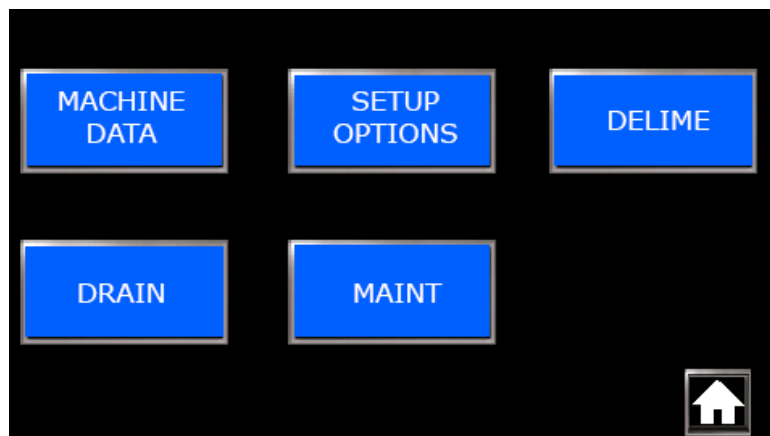 MACHINE
DATA
SETUP
OPTIONS
DELIME
DRAIN
MAINT